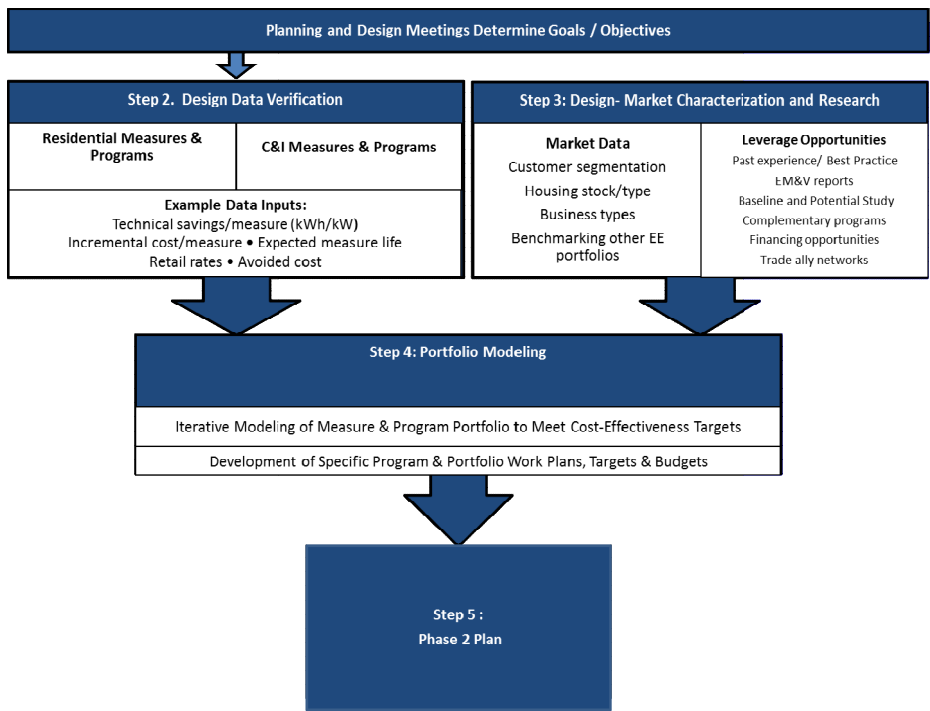 Planning and Design Meetings Determine Goals / Objectives
Step 2. Design Data Verification
Residential Measures &
Programs
C&I Measures & Programs
Example Data Inputs:
Technical savings/measure (kWh/kW)
Incremental cost/measure • Expected measure life
Retail rates • Avoided cost
Step 3: Design- Market Characterization and Research
Market Data
Customer segmentation
Housing stock/type
Business types
Benchmarking other EE
portfolios
Leverage Opportunities
Past experience/ Best Practice
EM&V reports
Baseline and Potential Study
Complementary programs
Financing opportunities
Trade ally networks
Step 4: Portfolio Modeling
Iterative Modeling of Measure & Program Portfolio to Meet Cost-Effectiveness Targets
Development of Specific Program & Portfolio Work Plans, Targets & Budgets
Step 5 :
Phase 2 Plan